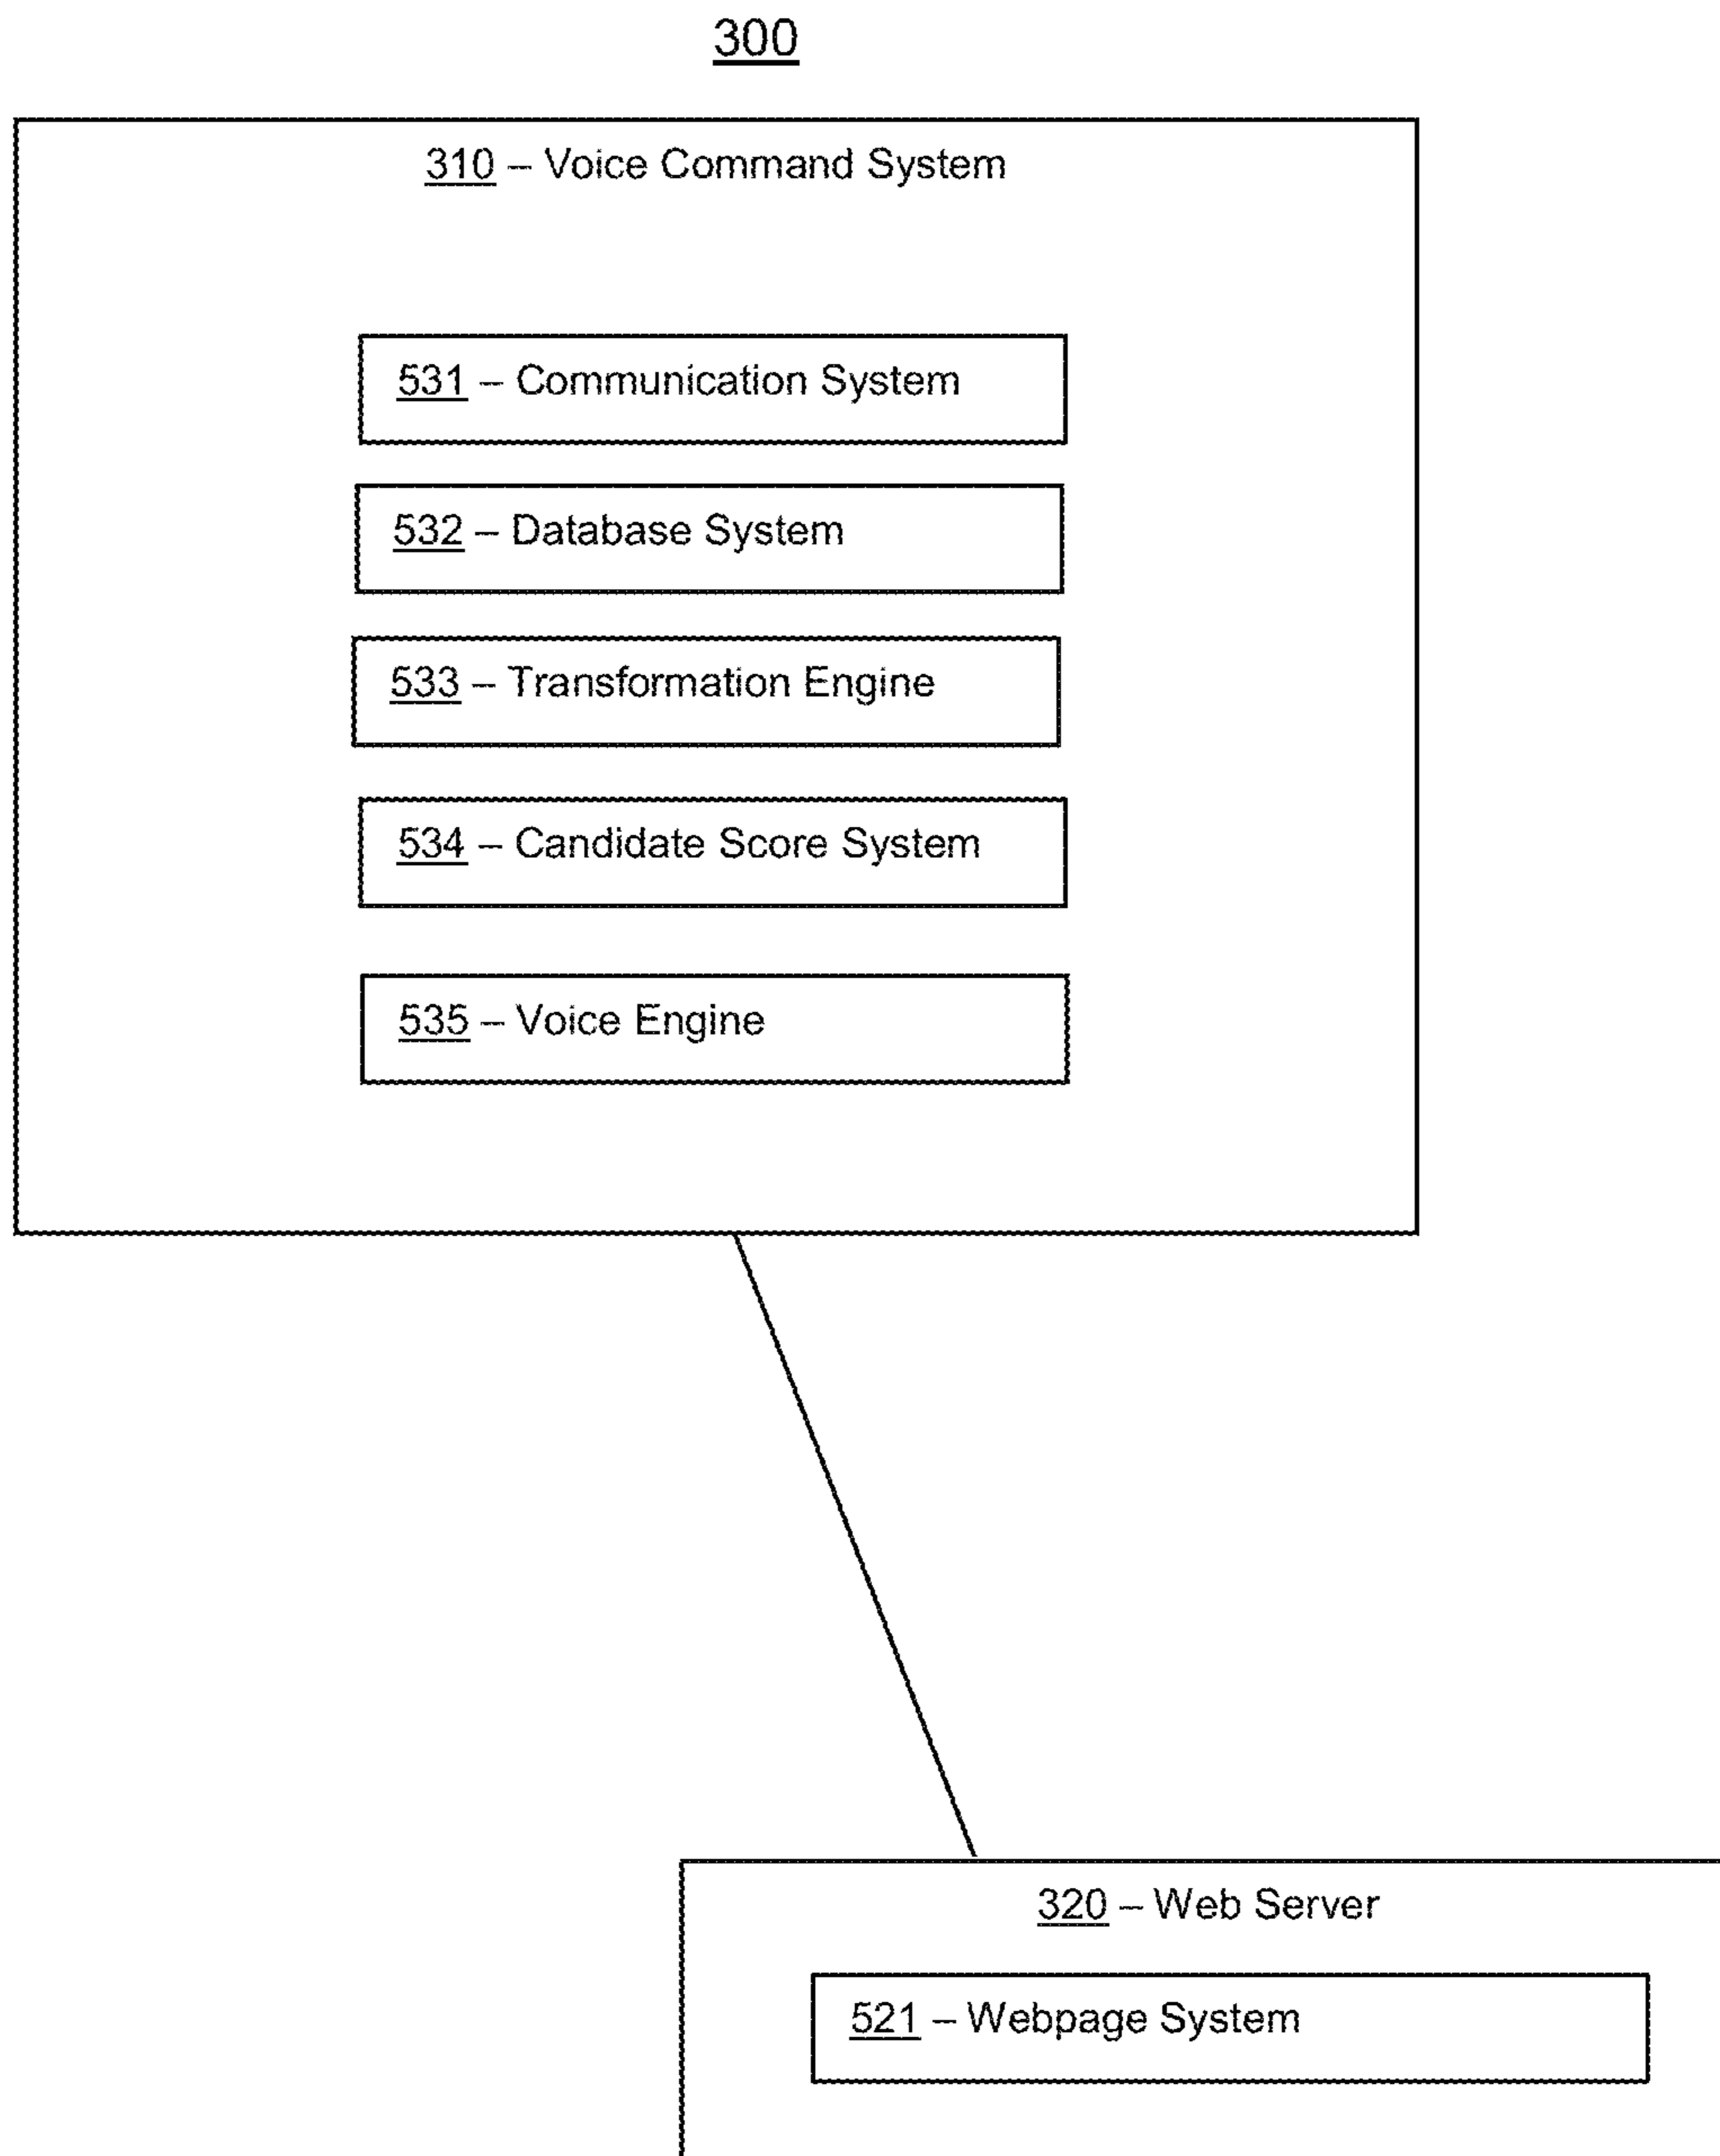 300
310 – Voice Command System
531 – Communication System
532 – Database System
533 – Transformation Engine
534 – Candidate Score System
535 – Voice Engine
320 – Web Server
521 – Webpage System